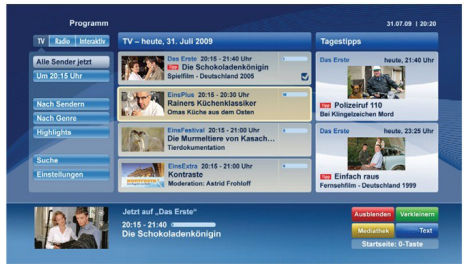 Programm
31.07.09 | 20:20
TV Radio Interaktiv
Alle Sender jetzt
Um 20:15 Uhr
Nach Sendern
Nach Genre
Highlights
Suche
Einstellungen
TV – heute, 31. Juli 2009
Das Erste 20:15 - 21:40 Uhr
Tipp Die Schokoladenkönigin
Spielfilm - Deutschland 2005
EinsPlus 20:15 - 20:30 Uhr
Rainers Küchenklassiker
Omas Küche aus dem Osten
EinsFestival 20:15 - 21:00 Uhr
Die Murmeltiere von Kasach...
Tierdokumentation
EinsExtra 20:15 - 21:00 Uhr
Kontraste
Moderation: Astrid Frohloff
Tagestipps
Das Erste heute, 21:40 Uhr
Tipp Polizeiruf 110
Bei Klingelzeichen Mord
Das Erste heute, 23:25 Uhr
Tipp Einfach raus
Fernsehfilm - Deutschland 1999
Jetzt auf „Das Erste"
20:15 - 21:40
Die Schokoladenkönigin
Ausblenden Verkleinern
Mediathek Text
Startseite: 0-Taste